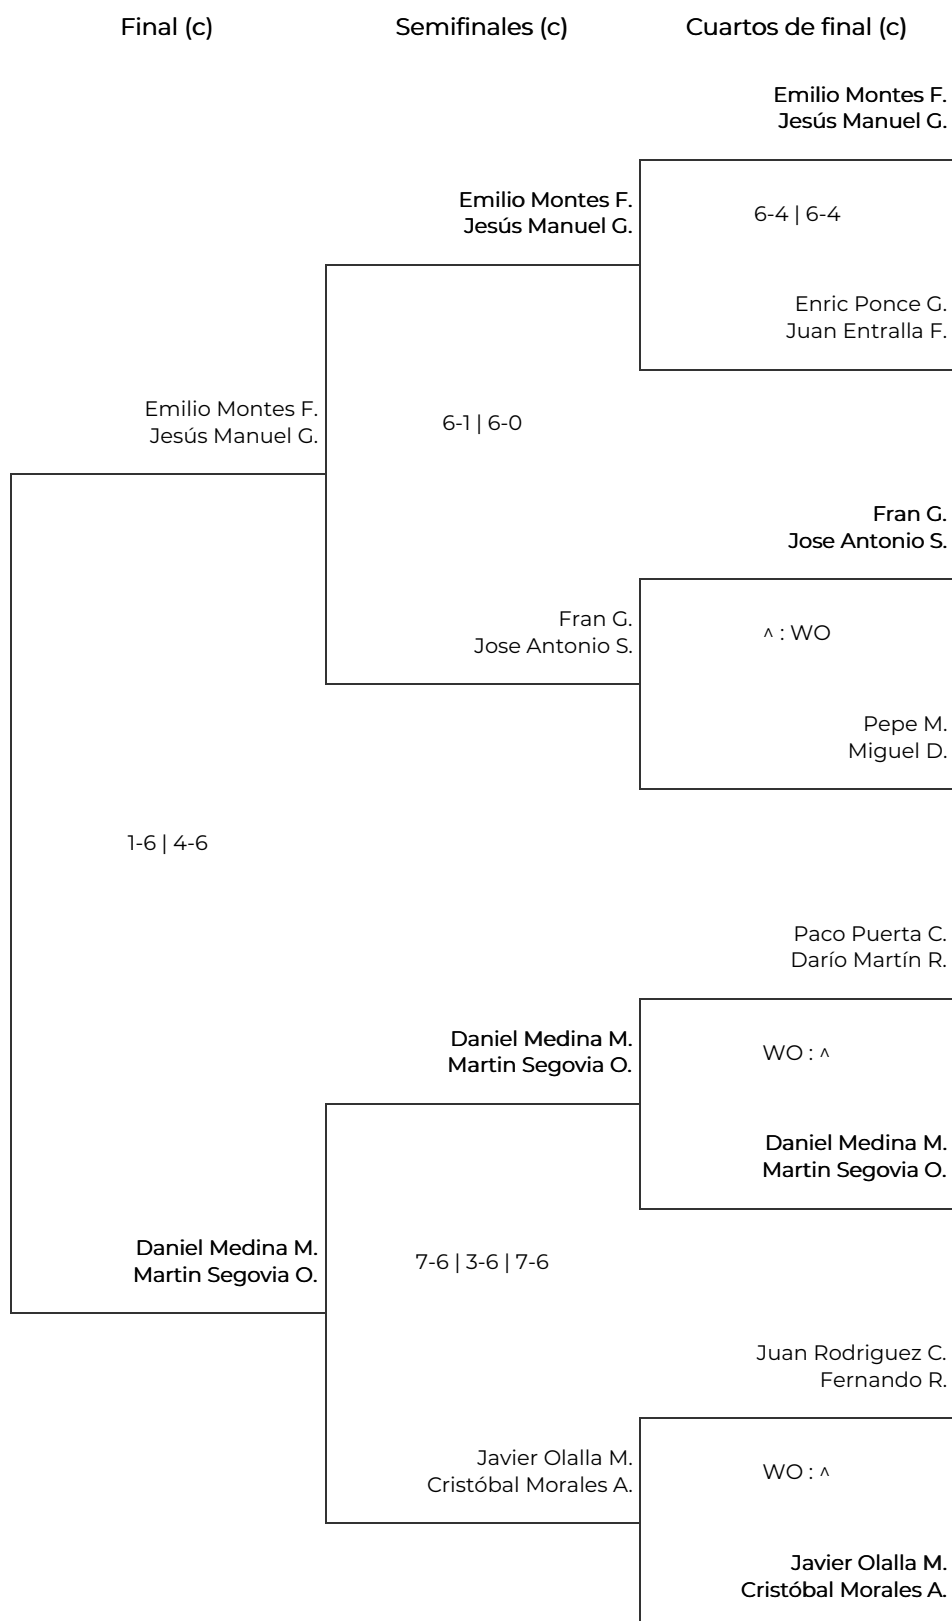 Final (c)
Semifinales (c)
Cuartos de final (c)
Emilio Montes F.
Jesús Manuel G.
Emilio Montes F.
Jesús Manuel G.
6-4 | 6-4
Enric Ponce G.
Juan Entralla F.
Emilio Montes F.
Jesús Manuel G.
6-1 | 6-0
Fran G.
Jose Antonio S.
Fran G.
Jose Antonio S.
^ : WO
Pepe M.
Miguel D.
1-6 | 4-6
Paco Puerta C.
Darío Martín R.
Daniel Medina M.
Martin Segovia O.
WO : ^
Daniel Medina M.
Martin Segovia O.
Daniel Medina M.
Martin Segovia O.
7-6 | 3-6 | 7-6
Juan Rodriguez C.
Fernando R.
Javier Olalla M.
Cristóbal Morales A.
WO : ^
Javier Olalla M.
Cristóbal Morales A.